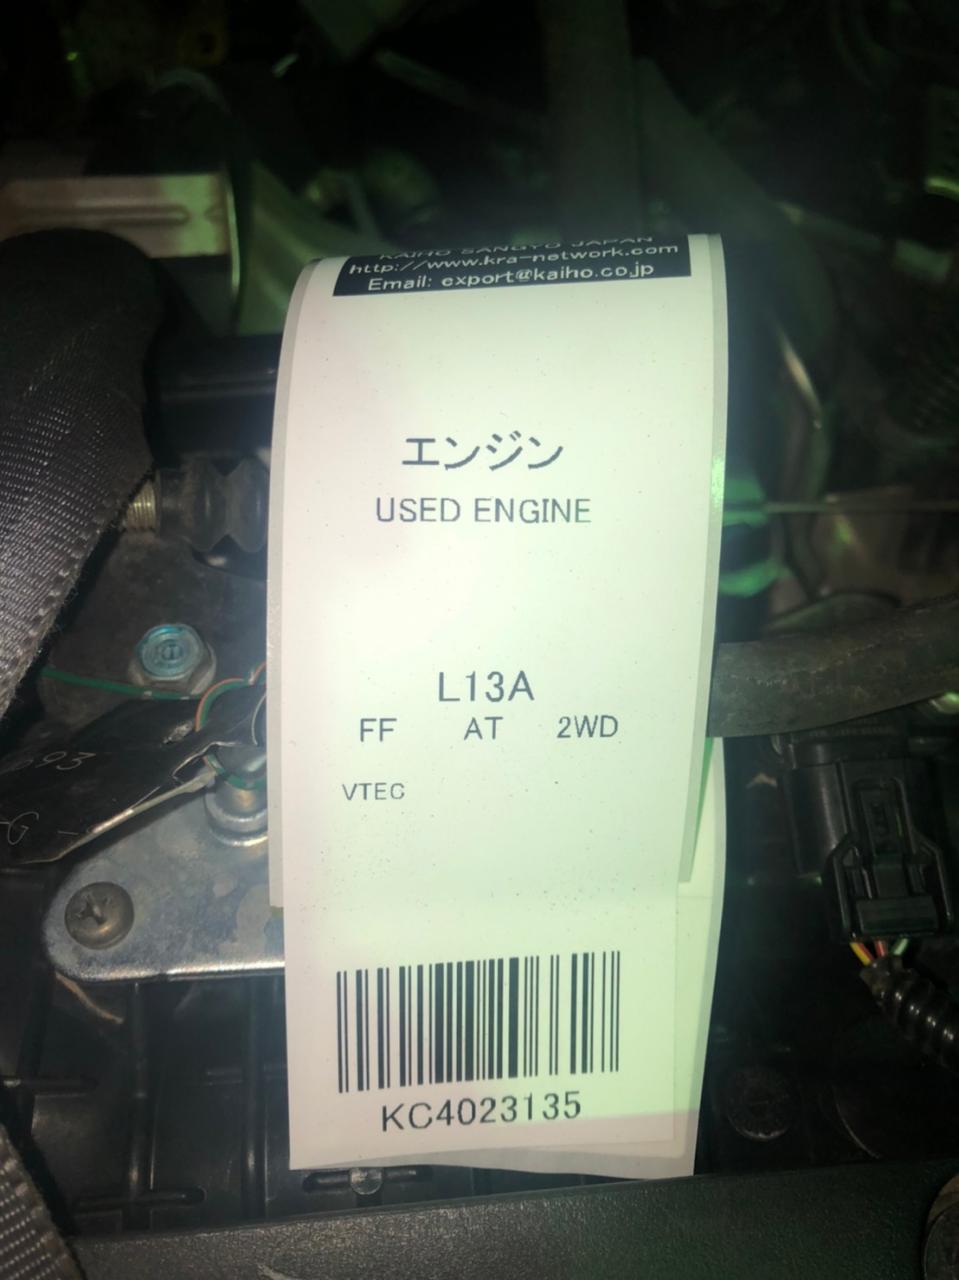 KAIHO SANGYO JAPAN
http://www.kra-network.com
Email: export@kaiho.co.jp
エンジン
USED ENGINE
L13A
FF AT 2WD
VTEC
693
-G-
KC4023135